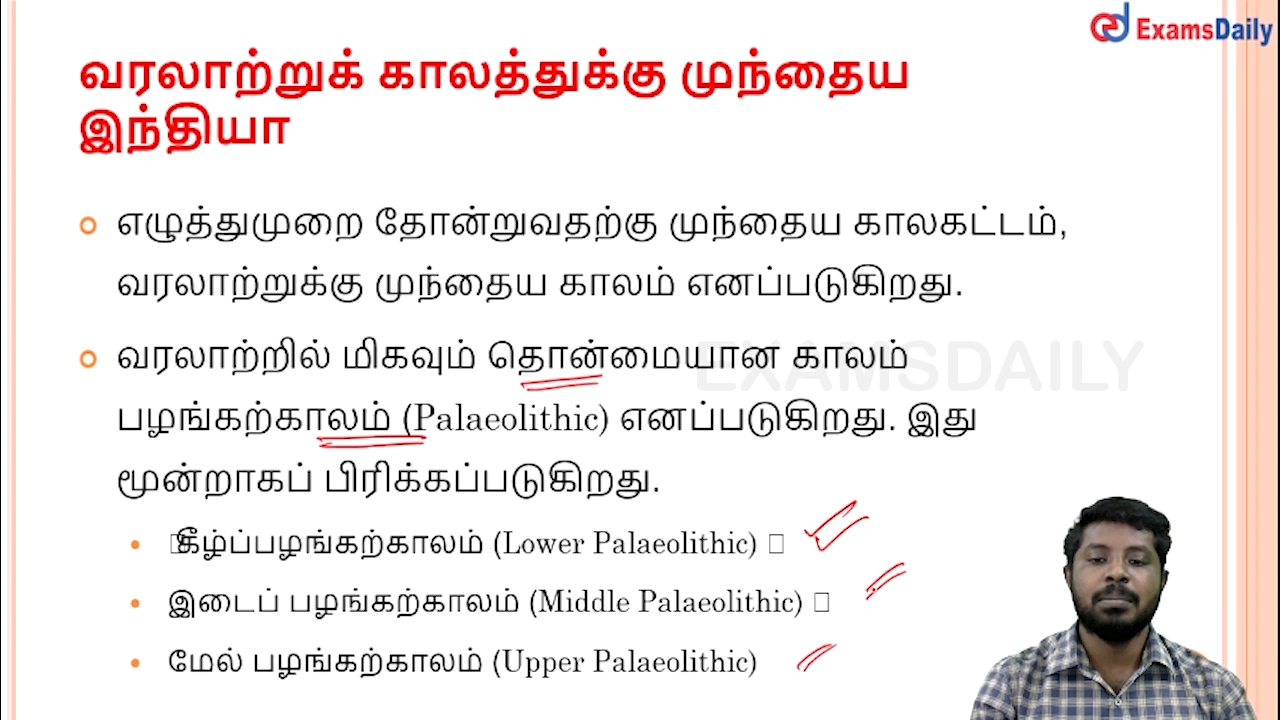 ExamsDaily
வரலாற்றுக் காலத்துக்கு முந்தைய
இந்தியா
எழுத்துமுறை தோன்றுவதற்கு முந்தைய காலகட்டம்,
வரலாற்றுக்கு முந்தைய காலம் எனப்படுகிறது.
வரலாற்றில் மிகவும் தொன்மையான காலம்
EXAMSDAILY
பழங்கற்காலம் (Palaeolithic) எனப்படுகிறது. இது
மூன்றாகப் பிரிக்கப்படுகிறது.
கீழ்ப்பழங்கற்காலம் (Lower Palaeolithic)
இடைப் பழங்கற்காலம் (Middle Palaeolithic)
மேல் பழங்கற்காலம் (Upper Palaeolithic)